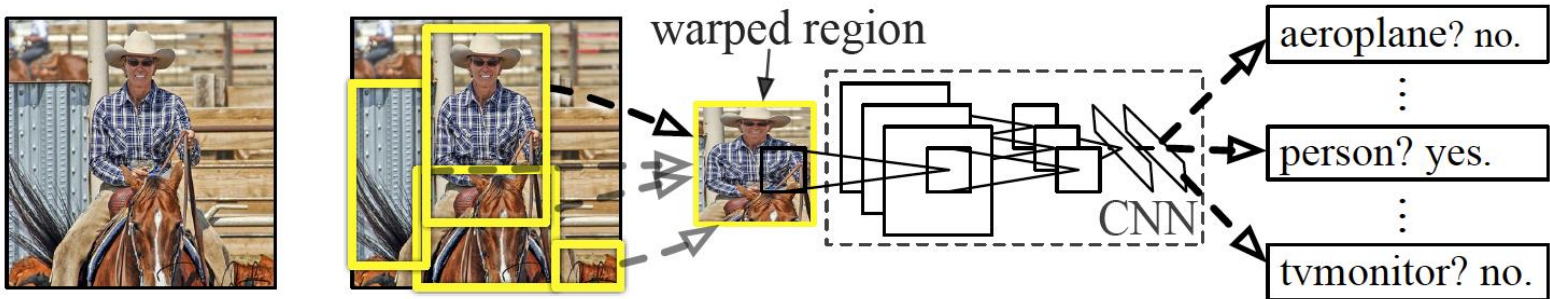 warped region
aeroplane? no.
⋮
person? yes.
CNN
⋮
tvmonitor? no.